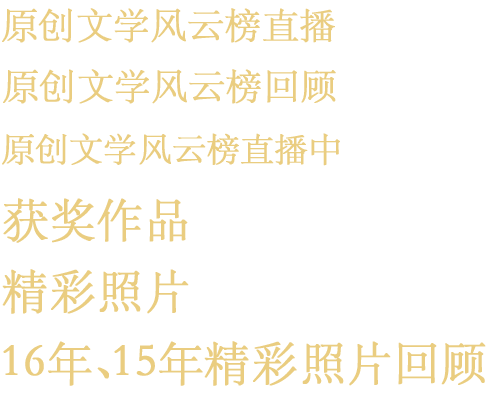 原创文学风云榜直播
原创文学风云榜回顾
原创文学风云榜直播中
获奖作品
精彩照片
16年、15年精彩照片回顾